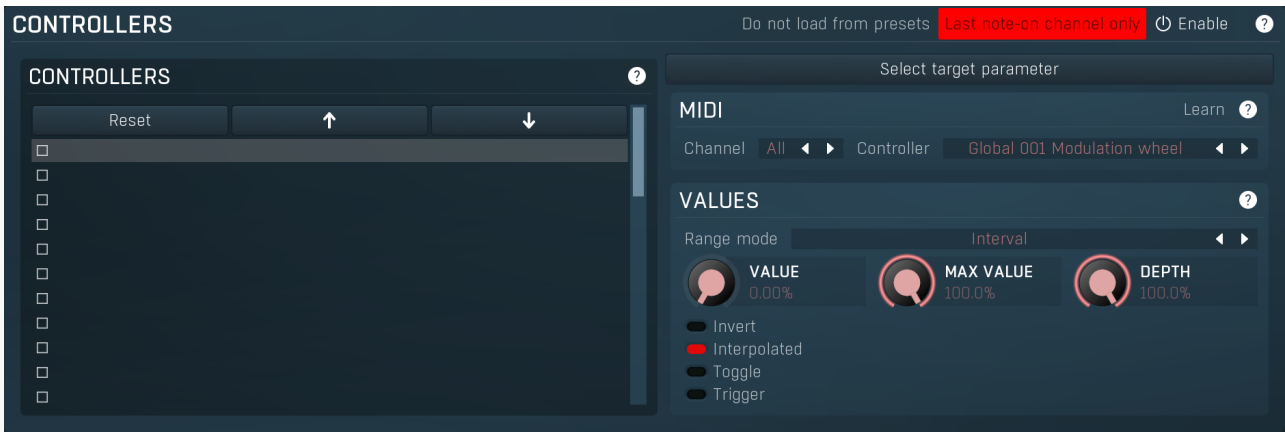 CONTROLLERS Do not load from presets Last note-on channel only Enable ?
CONTROLLERS ?
Reset ↑ ↓
Select target parameter
MIDI Learn ?
Channel All Controller Global 001 Modulation wheel
VALUES ?
Range mode Interval
VALUE
0.00%
MAX VALUE
100.0%
DEPTH
100.0%
Invert
Interpolated
Toggle
Trigger